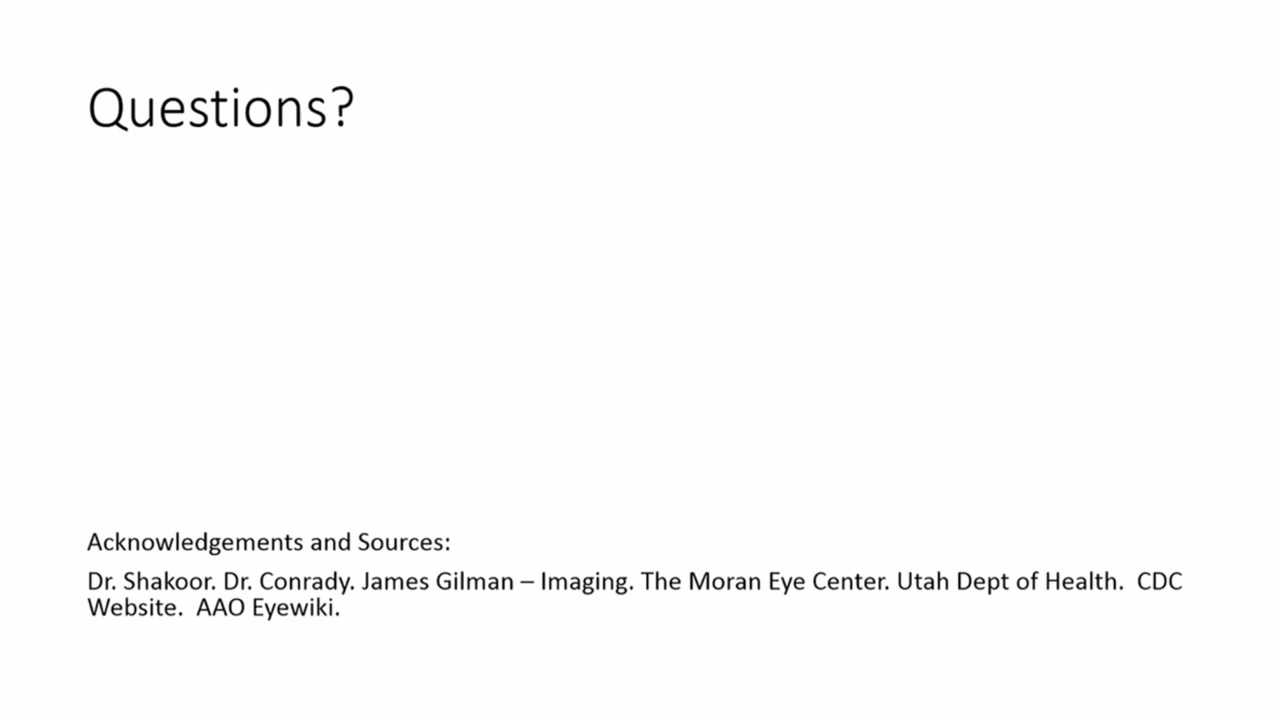 Questions?
Acknowledgements and Sources:
Dr. Shakoor. Dr. Conrady. James Gilman – Imaging. The Moran Eye Center. Utah Dept of Health.  CDC
Website.  AAO Eyewiki.